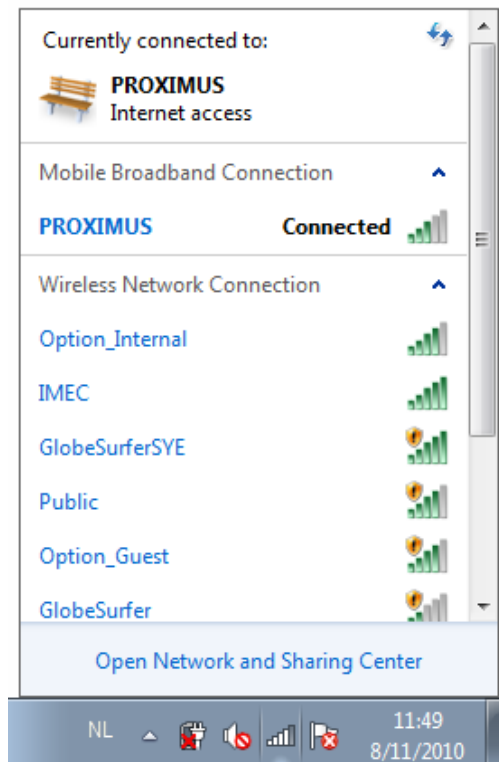 Currently connected to:
PROXIMUS
Internet access
Mobile Broadband Connection
PROXIMUS Connected
Wireless Network Connection
Option_Internal
IMEC
GlobeSurferSYE
Public
Option_Guest
GlobeSurfer
Open Network and Sharing Center
NL
11:49
8/11/2010